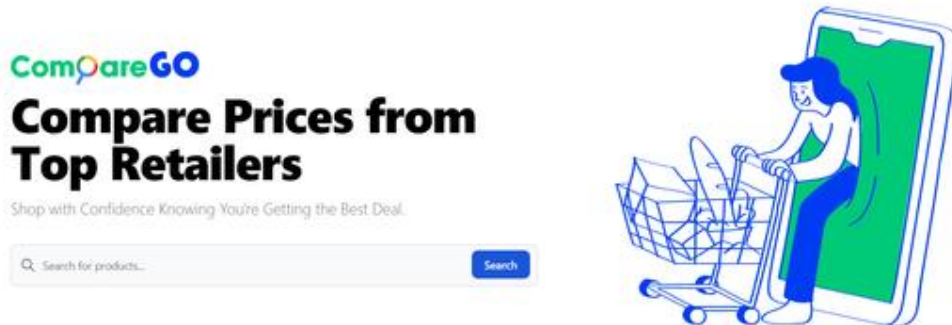 CompareGO
Compare Prices from
Top Retailers
Shop with Confidence Knowing You're Getting the Best Deal.
Search for products...
Search